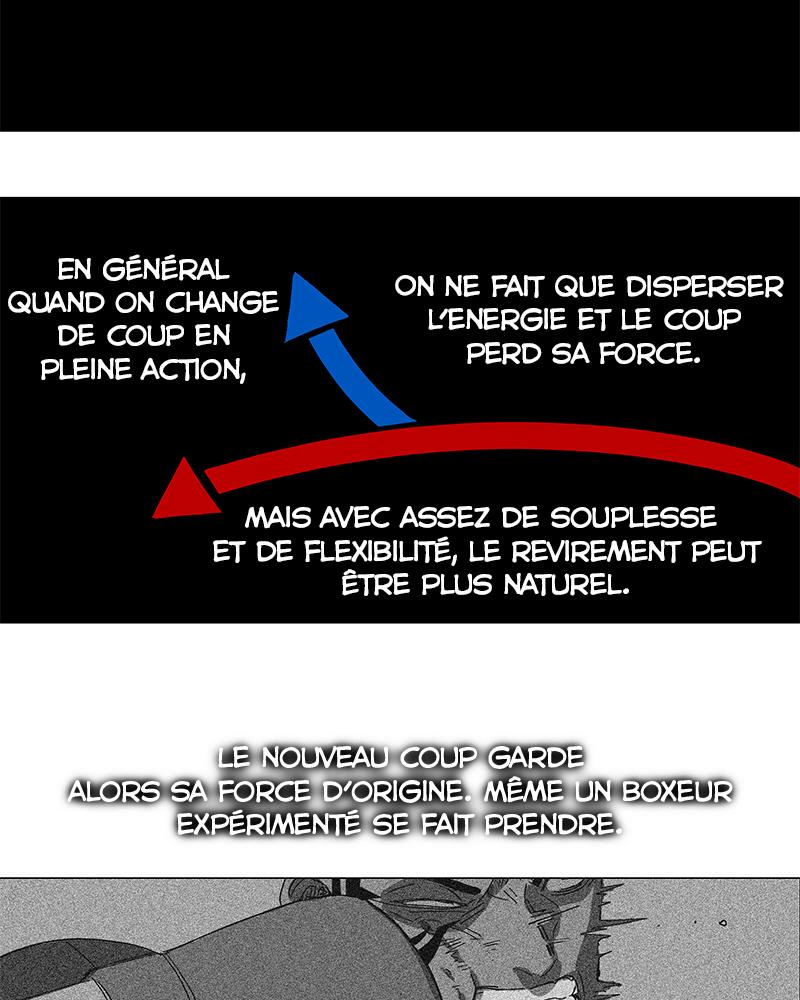 EN GÉNÉRAL
QUAND ON CHANGE
DE COUP EN
PLEINE ACTION,
ON NE FAIT QUE DISPERSER
L'ENERGIE ET LE COUP
PERD SA FORCE.
MAIS AVEC ASSEZ DE SOUPLESSE
ET DE FLEXIBILITÉ, LE REVIREMENT PEUT
ÊTRE PLUS NATUREL.
LE NOUVEAU COUP GARDE
ALORS SA FORCE D'ORIGINE. MÊME UN BOXEUR
EXPÉRIMENTÉ SE FAIT PRENDRE.